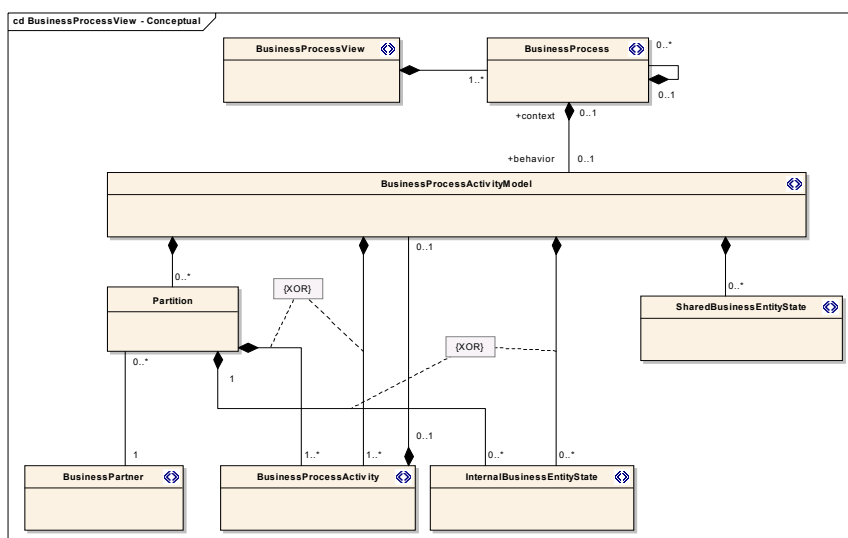 cd BusinessProcessView - Conceptual
BusinessProcessView
BusinessProcess
0..*
1..*
0..1
+context
0..1
+behavior
0..1
BusinessProcessActivityModel
0..1
0..*
0..*
Partition
{XOR}
SharedBusinessEntityState
{XOR}
0..*
1
0..1
1
1..*
1..*
0..*
0..*
BusinessPartner
BusinessProcessActivity
InternalBusinessEntityState